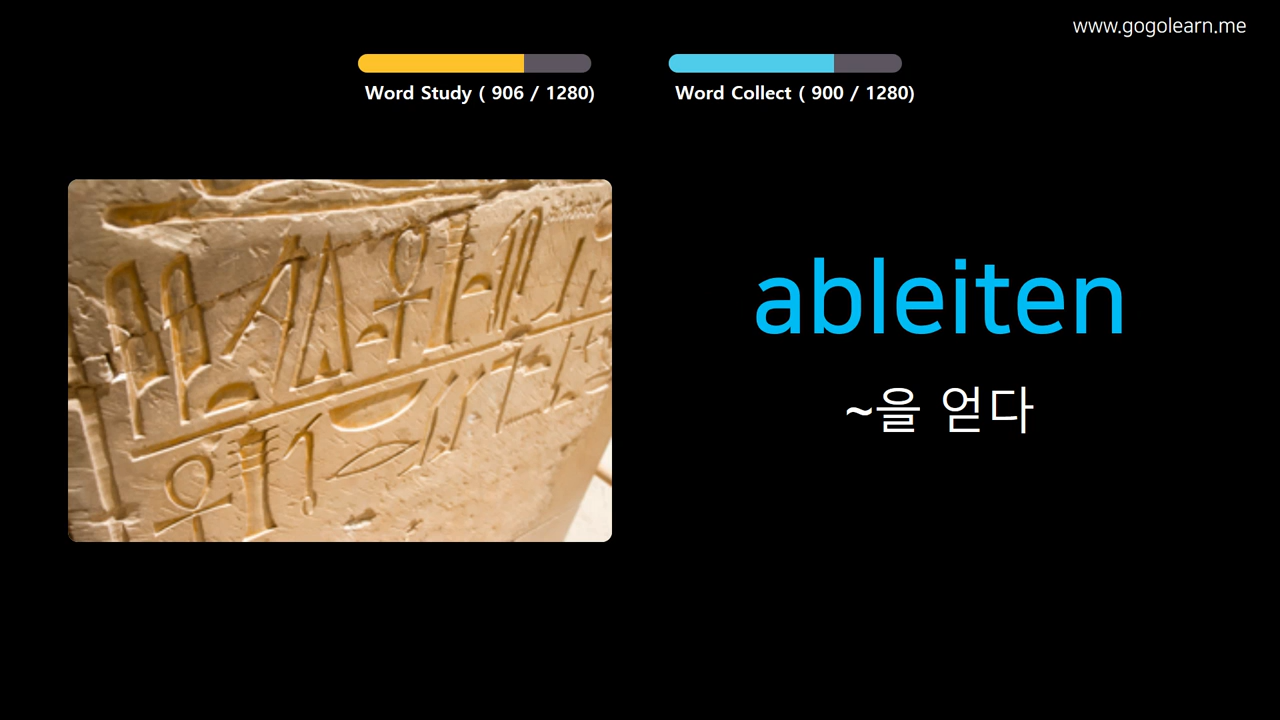 www.gogolearn.me
Word Study ( 906 / 1280)
Word Collect ( 900 / 1280)
ableiten
~을 얻다